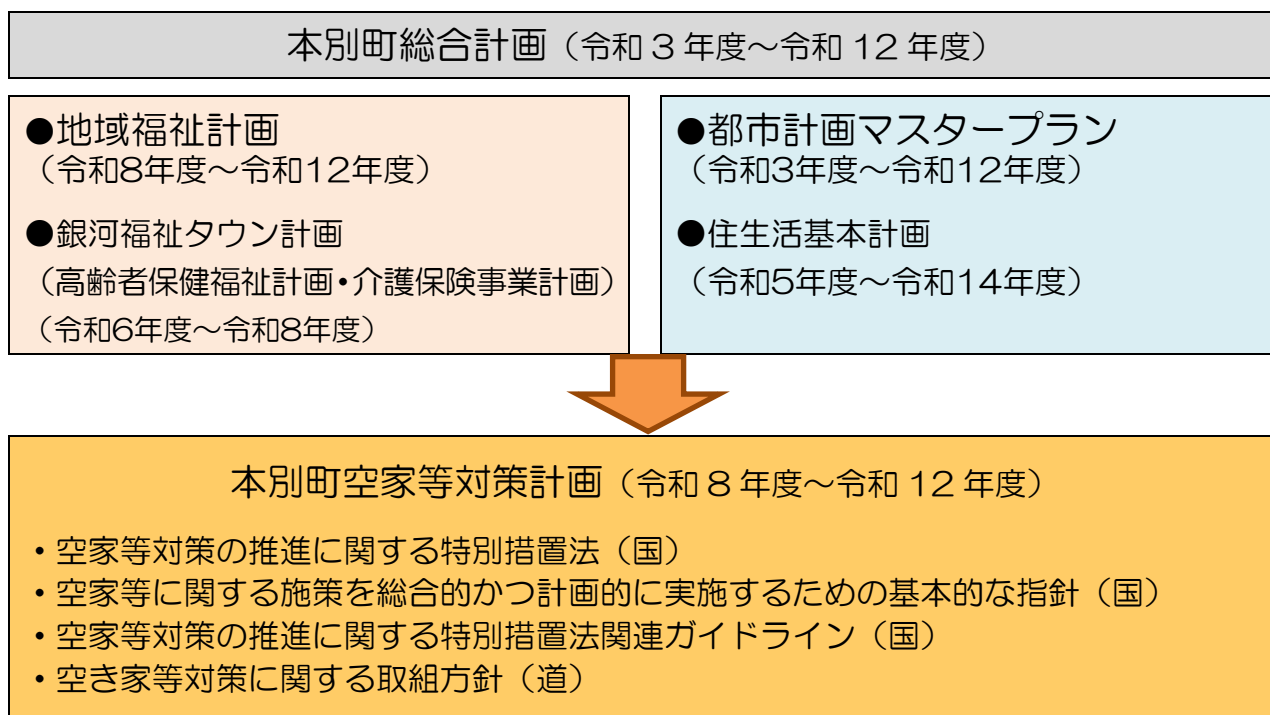 本別町総合計画（令和３年度～令和 12 年度）
●地域福祉計画
（令和8年度～令和12年度）
●銀河福祉タウン計画
（高齢者保健福祉計画・介護保険事業計画）
（令和6年度～令和8年度）
●都市計画マスタープラン
（令和3年度～令和12年度）
●住生活基本計画
（令和5年度～令和14年度）
本別町空家等対策計画（令和８年度～令和 12 年度）
・空家等対策の推進に関する特別措置法（国）
・空家等に関する施策を総合的かつ計画的に実施するための基本的な指針（国）
・空家等対策の推進に関する特別措置法関連ガイドライン（国）
・空き家等対策に関する取組方針（道）